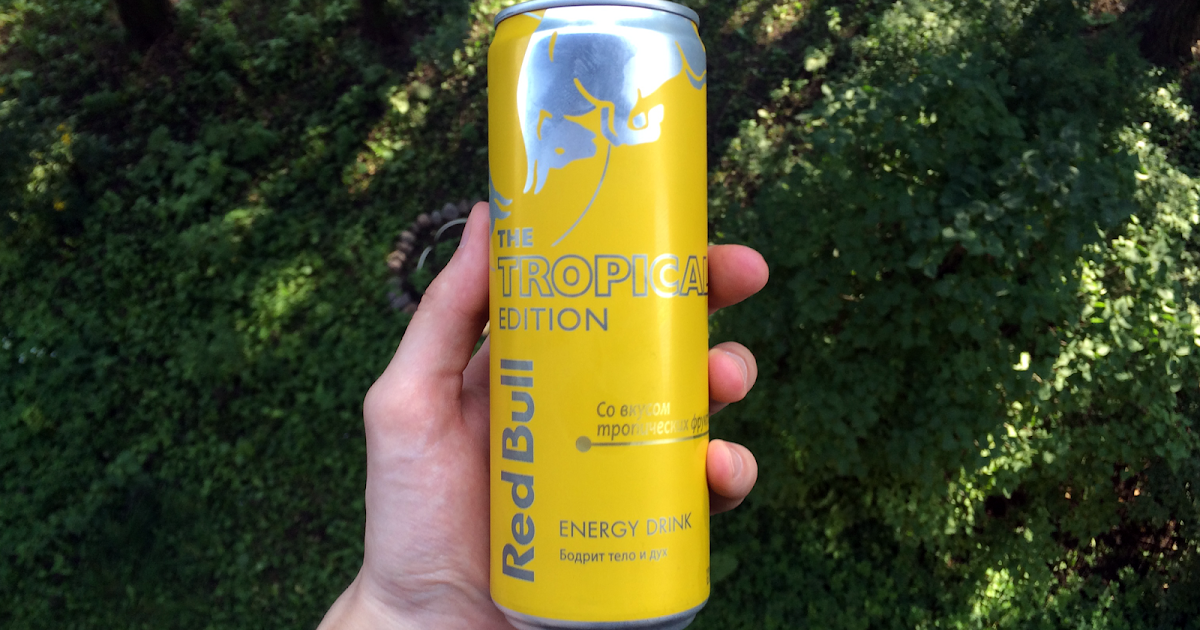 THE
TROPICAL
EDITION
Red Bull
Со вкусом
тропических
ENERGY DRINK
Бодрит тело и дух